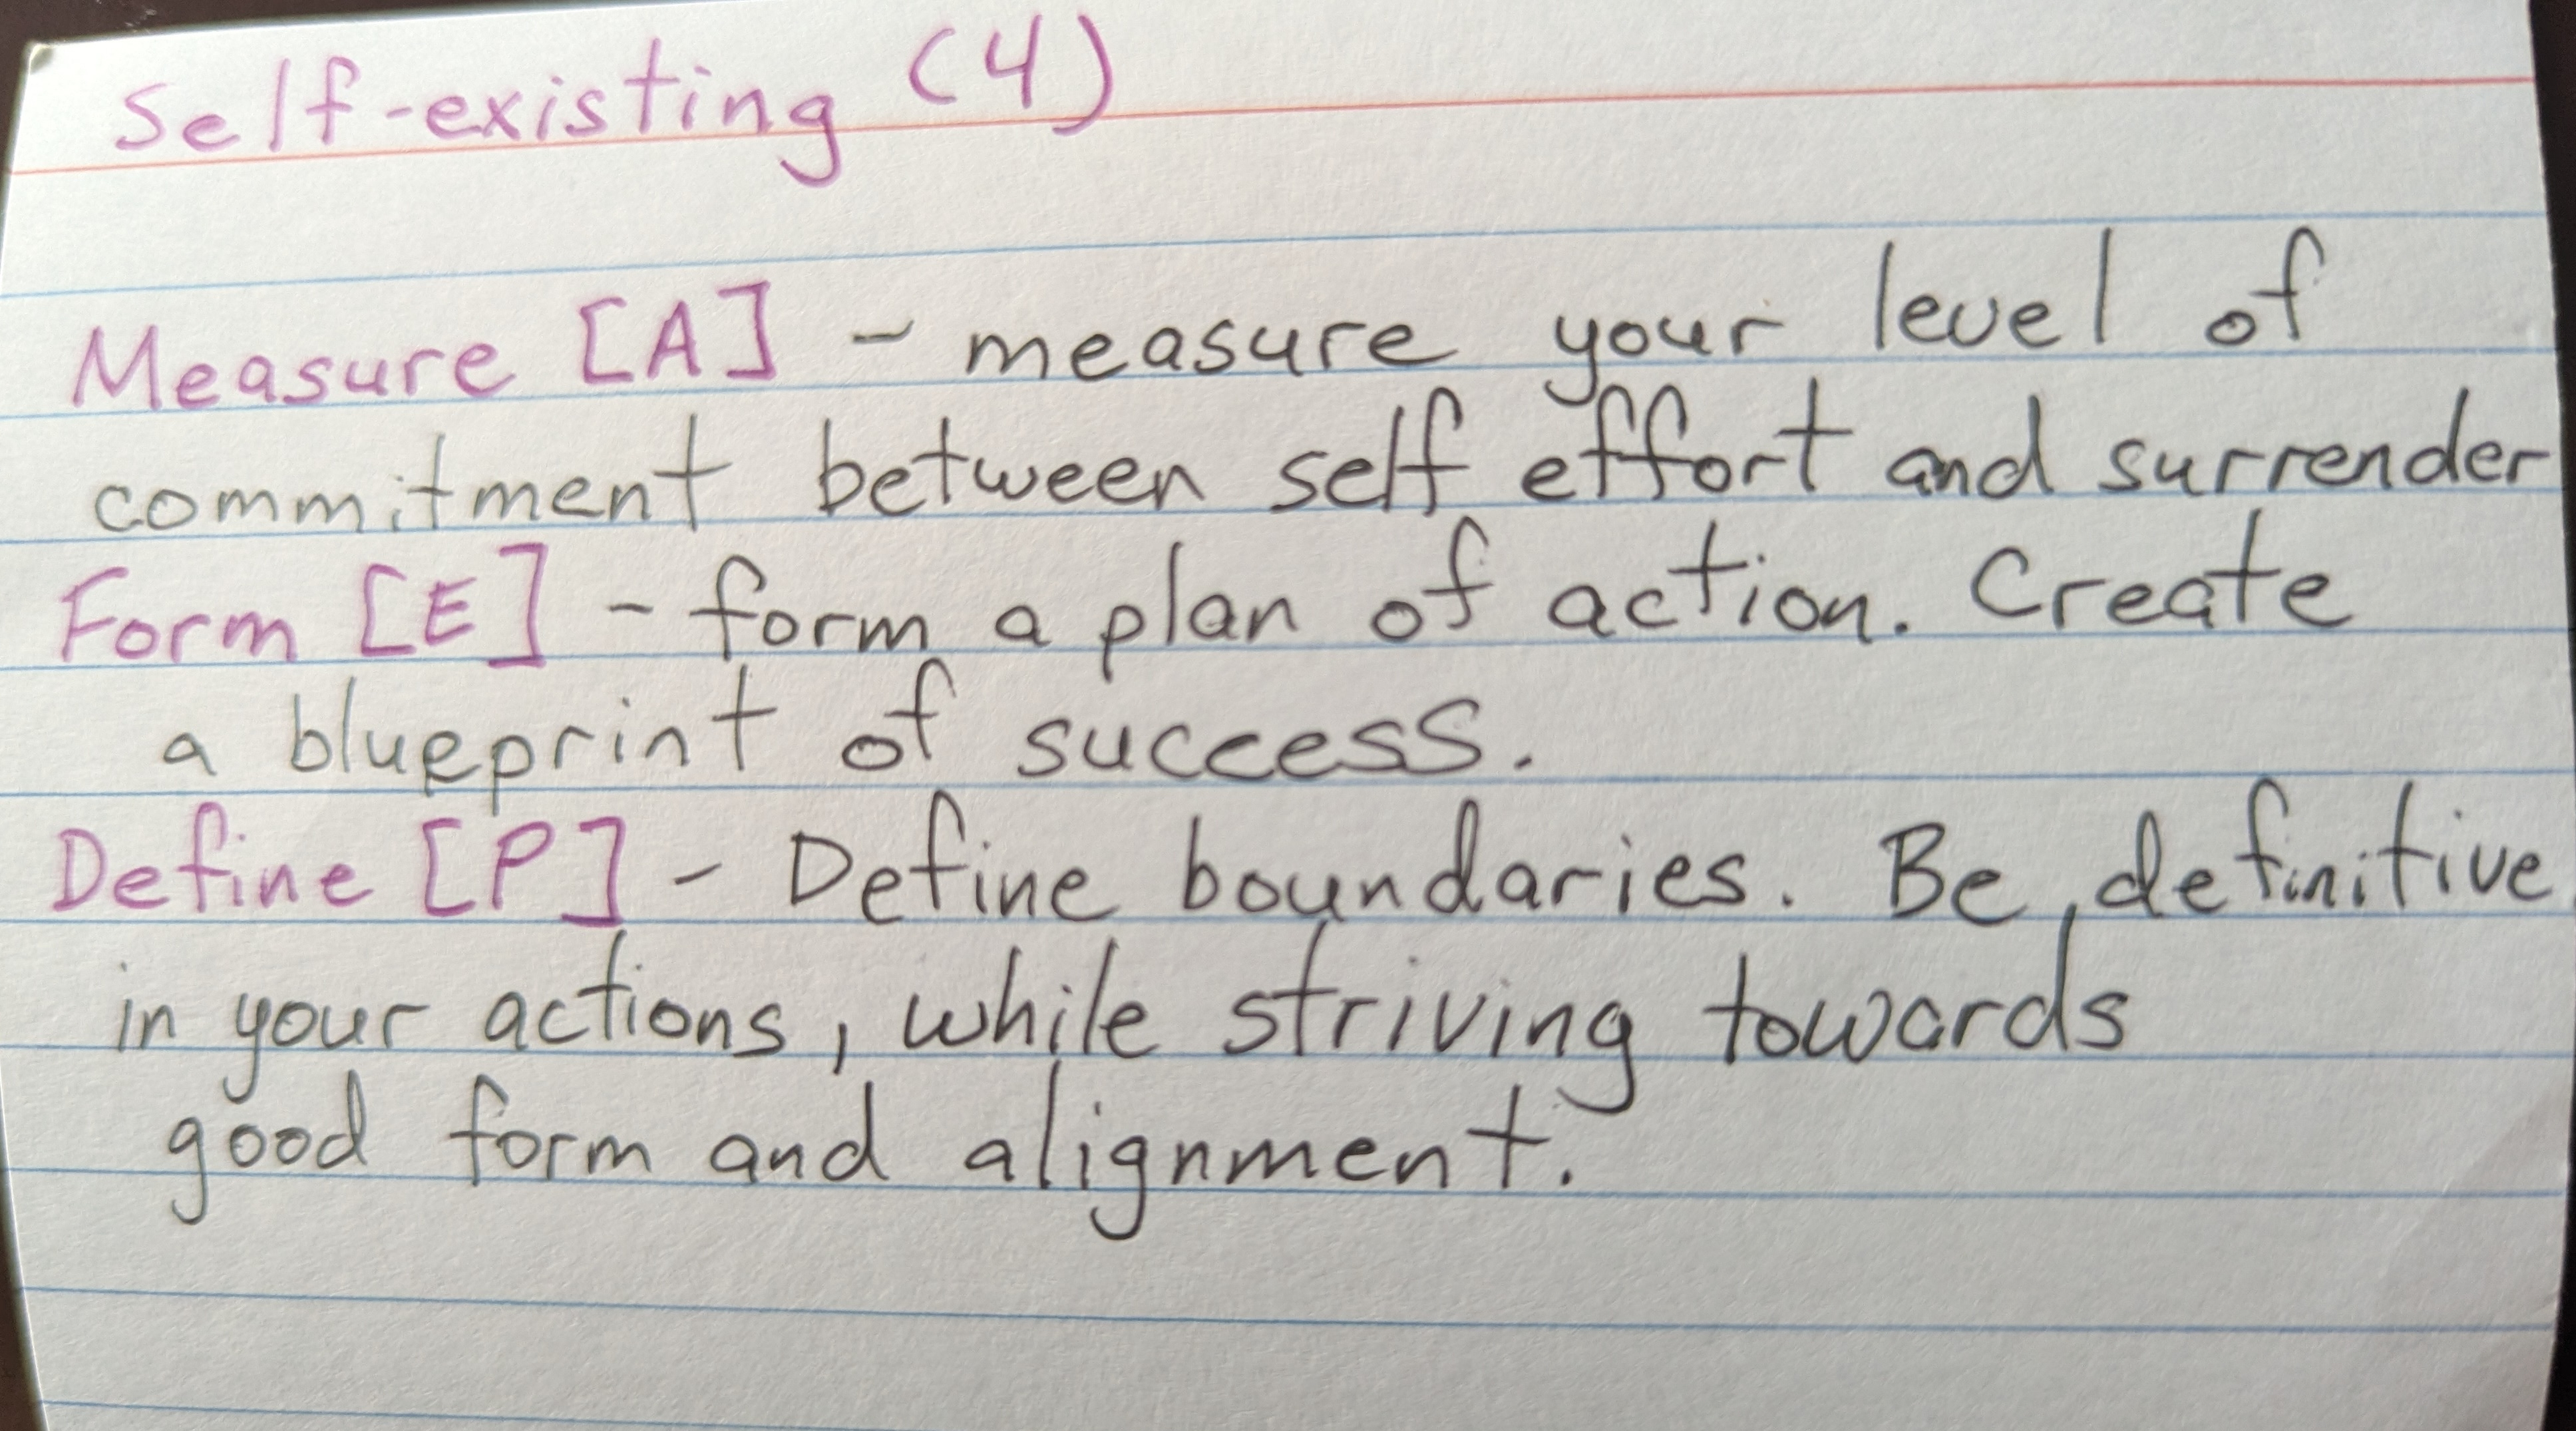 Self-existing (4)
Measure [A] - measure your level of
commitment between self effort and surrender
Form [E] - form a plan of action. Create
a blueprint of success.
Define [P] - Define boundaries. Be, definitive
in your actions, while striving towards
good form and alignment.